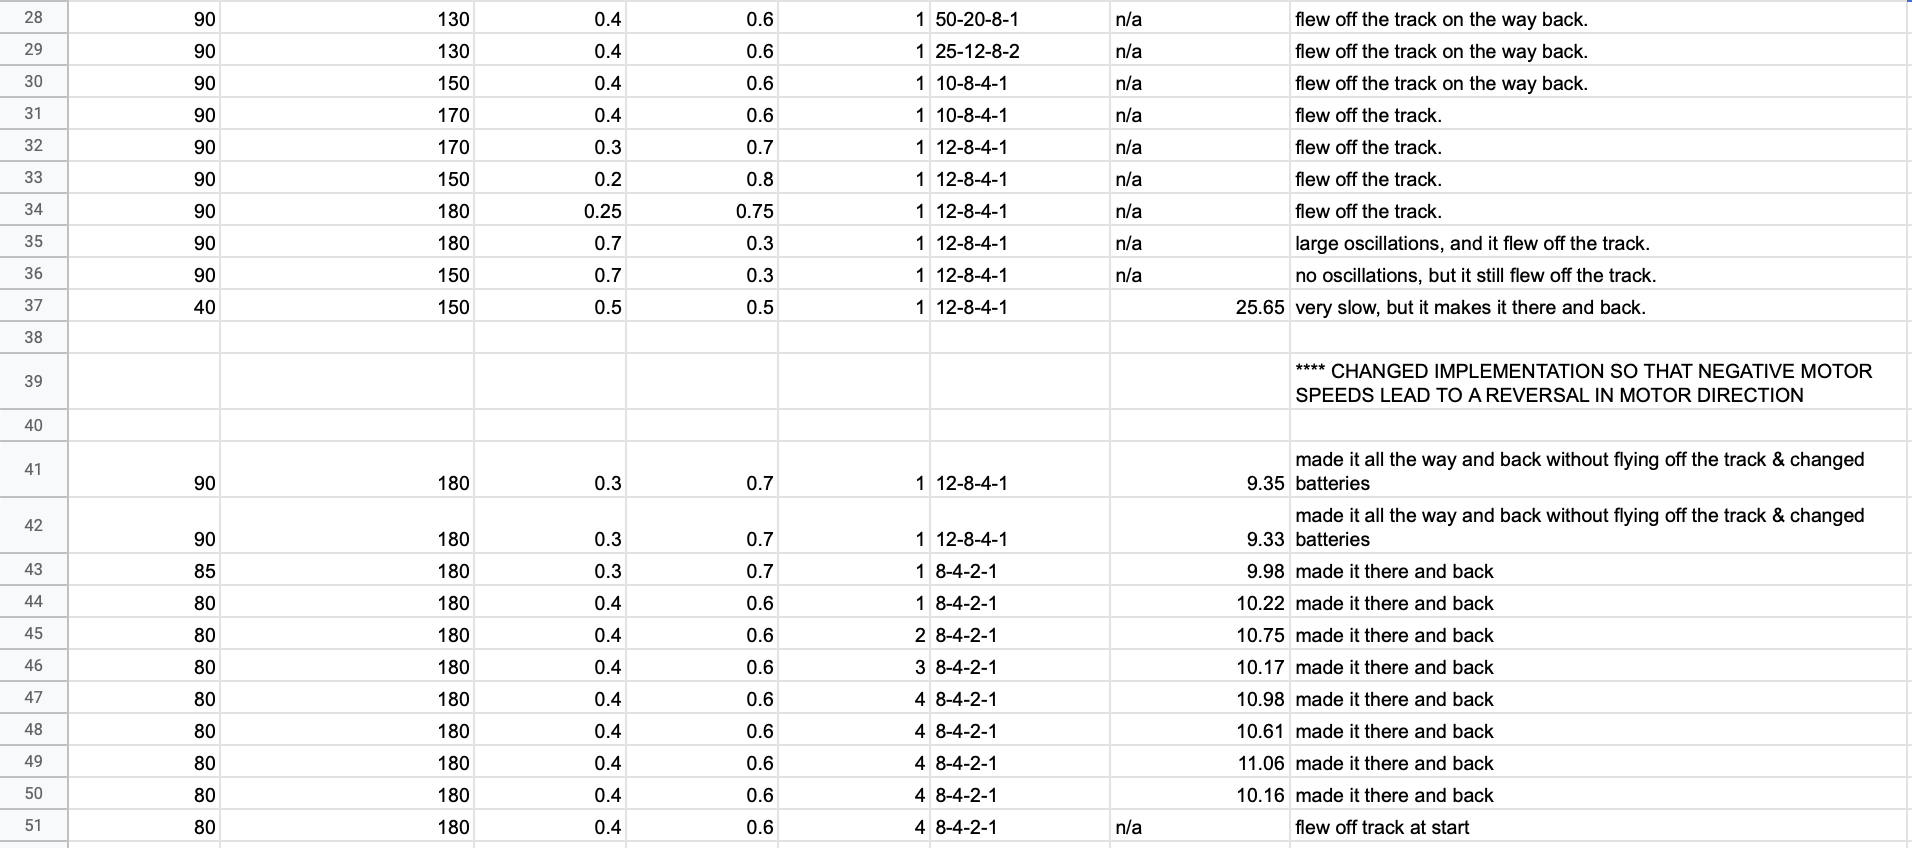 28 90 130 0.4 0.6 1 50-20-8-1 n/a flew off the track on the way back.
29 90 130 0.4 0.6 1 25-12-8-2 n/a flew off the track on the way back.
30 90 150 0.4 0.6 1 10-8-4-1 n/a flew off the track on the way back.
31 90 170 0.4 0.6 1 10-8-4-1 n/a flew off the track.
32 90 170 0.3 0.7 1 12-8-4-1 n/a flew off the track.
33 90 150 0.2 0.8 1 12-8-4-1 n/a flew off the track.
34 90 180 0.25 0.75 1 12-8-4-1 n/a flew off the track.
35 90 180 0.7 0.3 1 12-8-4-1 n/a large oscillations, and it flew off the track.
36 90 150 0.7 0.3 1 12-8-4-1 n/a no oscillations, but it still flew off the track.
37 40 150 0.5 0.5 1 12-8-4-1 25.65 very slow, but it makes it there and back.
38
39 **** CHANGED IMPLEMENTATION SO THAT NEGATIVE MOTOR
SPEEDS LEAD TO A REVERSAL IN MOTOR DIRECTION
40
41 made it all the way and back without flying off the track & changed
90 180 0.3 0.7 1 12-8-4-1 9.35 batteries
42 made it all the way and back without flying off the track & changed
90 180 0.3 0.7 1 12-8-4-1 9.33 batteries
43 85 180 0.3 0.7 1 8-4-2-1 9.98 made it there and back
44 80 180 0.4 0.6 1 8-4-2-1 10.22 made it there and back
45 80 180 0.4 0.6 2 8-4-2-1 10.75 made it there and back
46 80 180 0.4 0.6 3 8-4-2-1 10.17 made it there and back
47 80 180 0.4 0.6 4 8-4-2-1 10.98 made it there and back
48 80 180 0.4 0.6 4 8-4-2-1 10.61 made it there and back
49 80 180 0.4 0.6 4 8-4-2-1 11.06 made it there and back
50 80 180 0.4 0.6 4 8-4-2-1 10.16 made it there and back
51 80 180 0.4 0.6 4 8-4-2-1 n/a flew off track at start